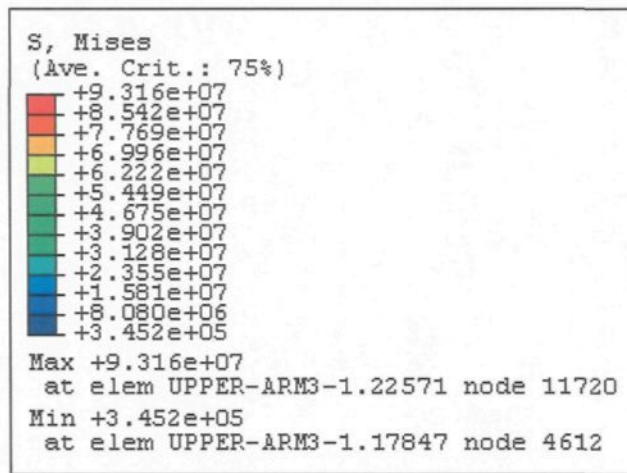 S, Mises
(Ave. Crit.: 75%)
+9.316e+07
+8.542e+07
+7.769e+07
+6.996e+07
+6.222e+07
+5.449e+07
+4.675e+07
+3.902e+07
+3.128e+07
+2.355e+07
+1.581e+07
+8.080e+06
+3.452e+05
Max +9.316e+07
at elem UPPER-ARM3-1.22571 node 11720
Min +3.452e+05
at elem UPPER-ARM3-1.17847 node 4612